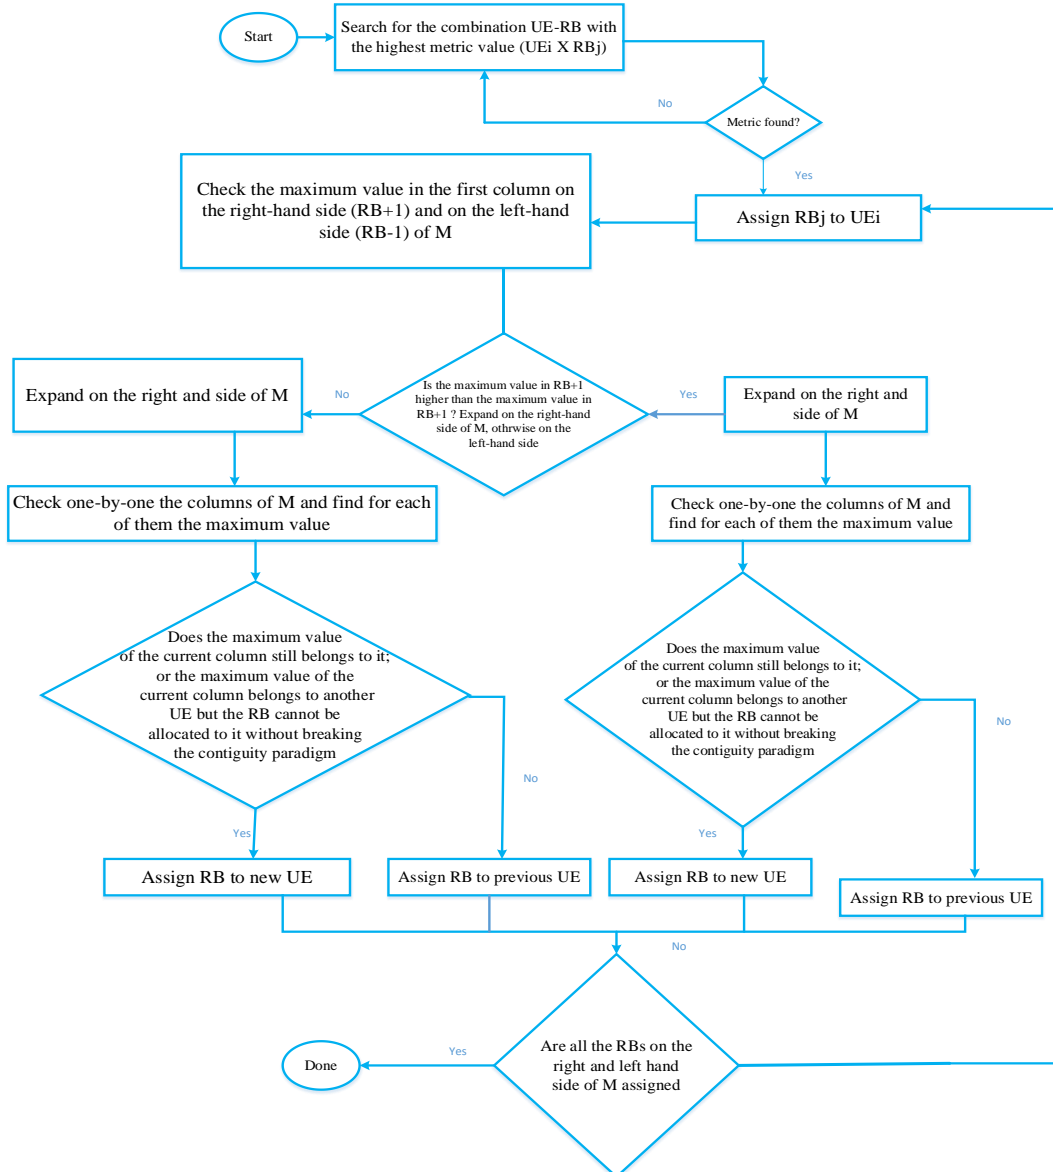 Start
Search for the combination UE-RB with
the highest metric value (UEi X RBj)
No
Metric found?
Yes
Check the maximum value in the first column on
the right-hand side (RB+1) and on the left-hand
side (RB-1) of M
Assign RBj to UEi
Expand on the right and side of M
No
Is the maximum value in RB+1
higher than the maximum value in
RB+1 ? Expand on the right-hand
side of M, othrwise on the
left-hand side
Yes
Expand on the right and
side of M
Check one-by-one the columns of M and find for each
of them the maximum value
Check one-by-one the columns of M and
find for each of them the maximum value
Does the maximum value
of the current column still belongs to it;
or the maximum value of the
current column belongs to another
UE but the RB cannot be
allocated to it without breaking
the contiguity paradigm
No
Does the maximum value
of the current column still belongs to it;
or the maximum value of the
current column belongs to another
UE but the RB cannot be
allocated to it without breaking
the contiguity paradigm
No
Yes
Yes
Assign RB to new UE
Assign RB to previous UE
Assign RB to new UE
Assign RB to previous UE
No
Are all the RBs on the
right and left hand
side of M assigned
Yes
Done